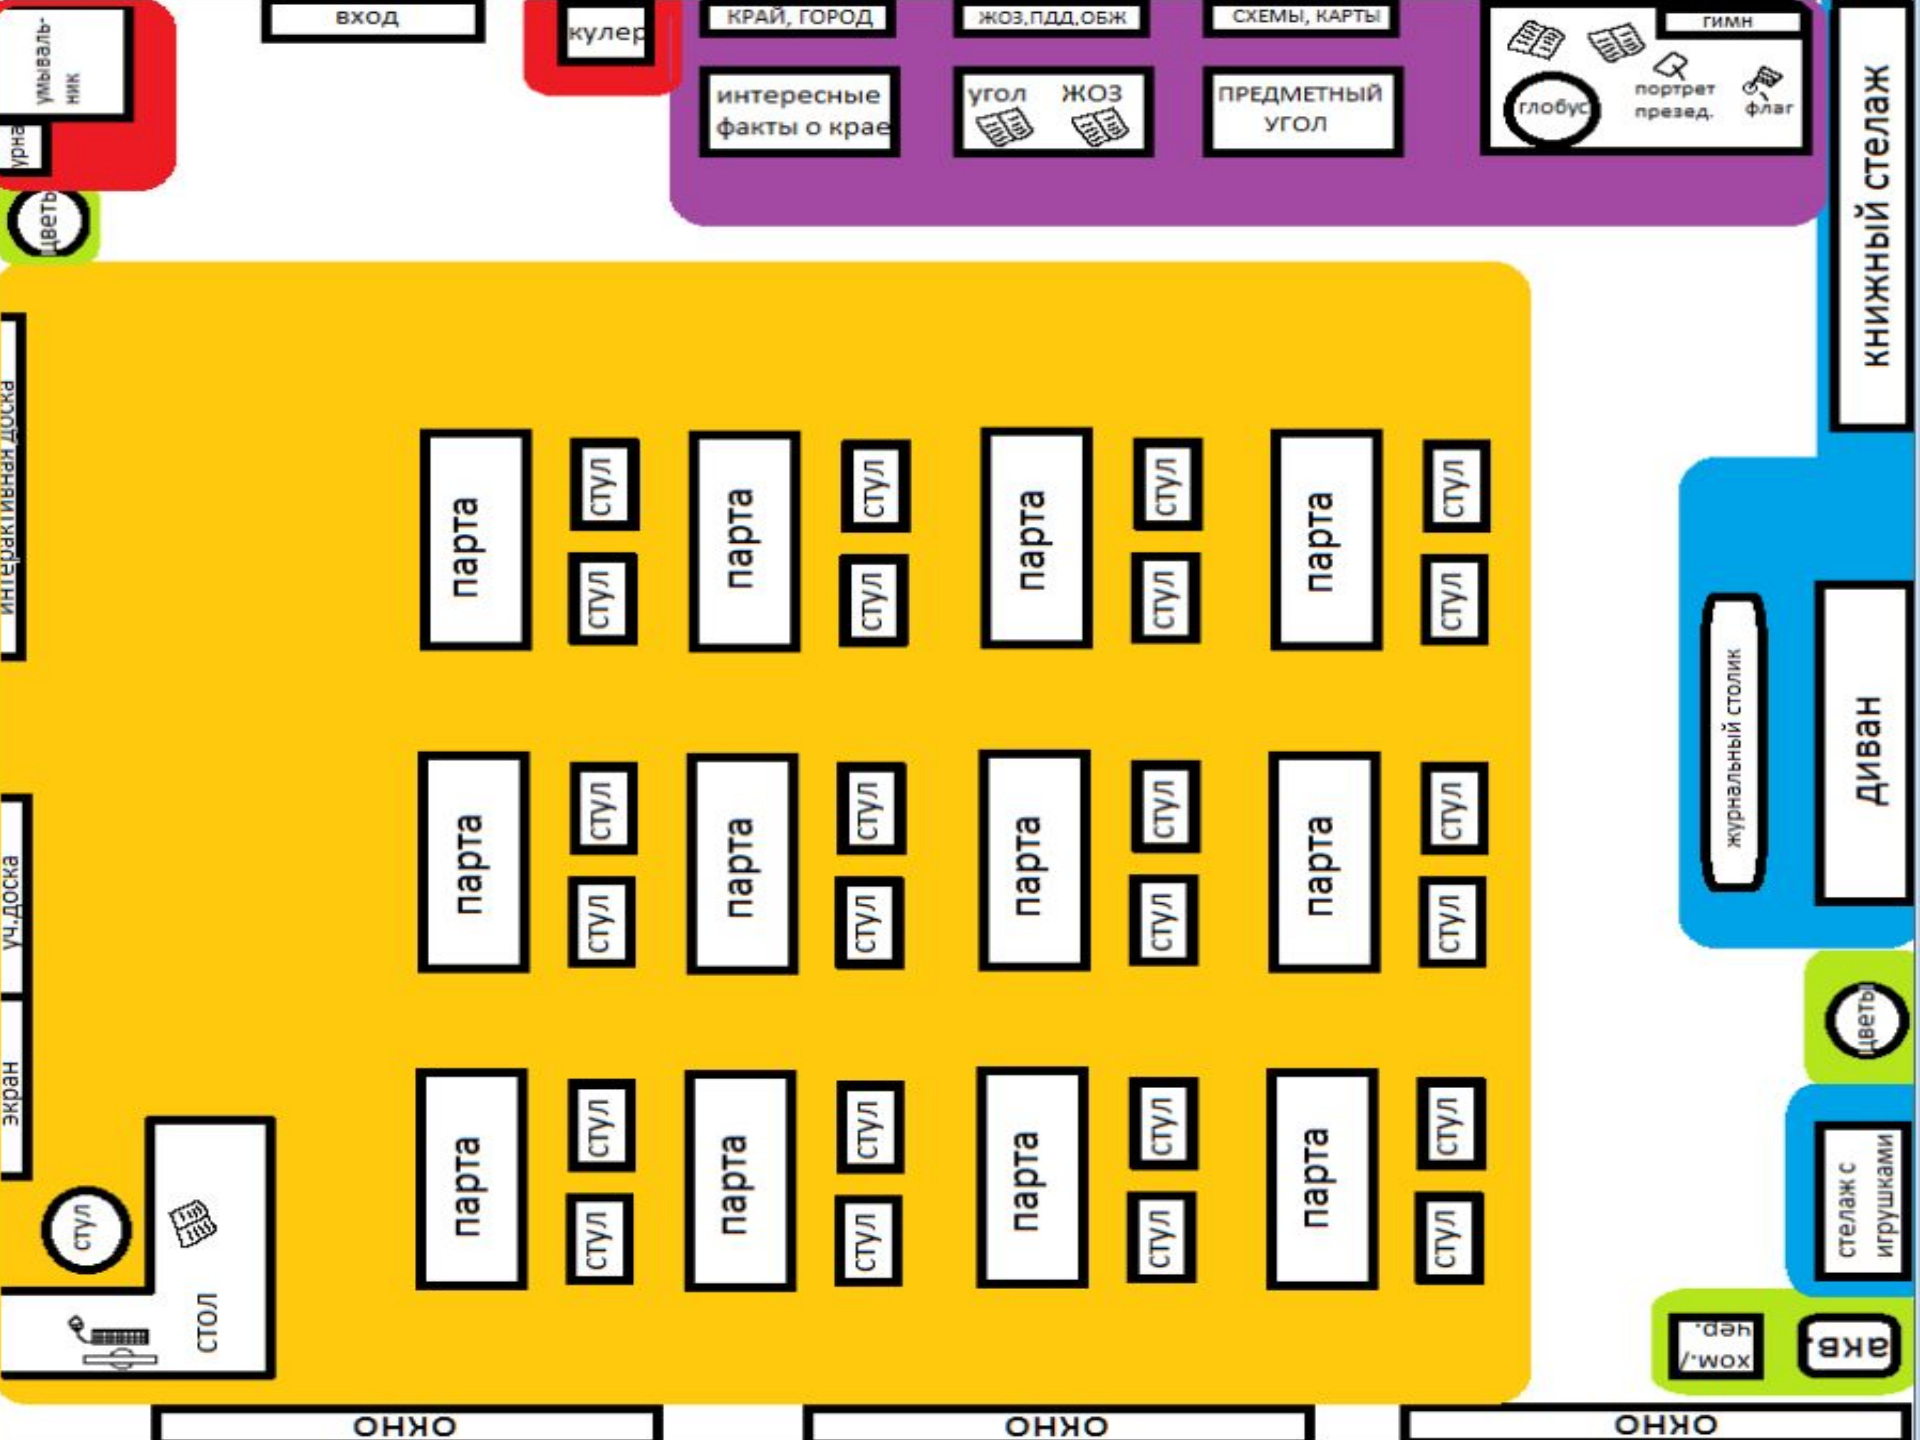 умываль-
ник
урна
цветы
вход
кулер
КРАЙ, ГОРОД
ЖОЗ,ПДД,ОБЖ
СХЕМЫ, КАРТЫ
гимн
интересные
факты о крае
угол ЖОЗ
ПРЕДМЕТНЫЙ
УГОЛ
глобус
портрет
презед.
флаг
книжный стелаж
интерактивная доска
парта
стул
стул
парта
стул
стул
парта
стул
стул
парта
стул
стул
журнальный столик
диван
уч.доска
парта
стул
стул
парта
стул
стул
парта
стул
стул
парта
стул
стул
цветы
экран
стул
стол
парта
стул
стул
парта
стул
стул
парта
стул
стул
парта
стул
стул
стелаж с
игрушками
хом./
чер.
акв.
окно
окно
окно